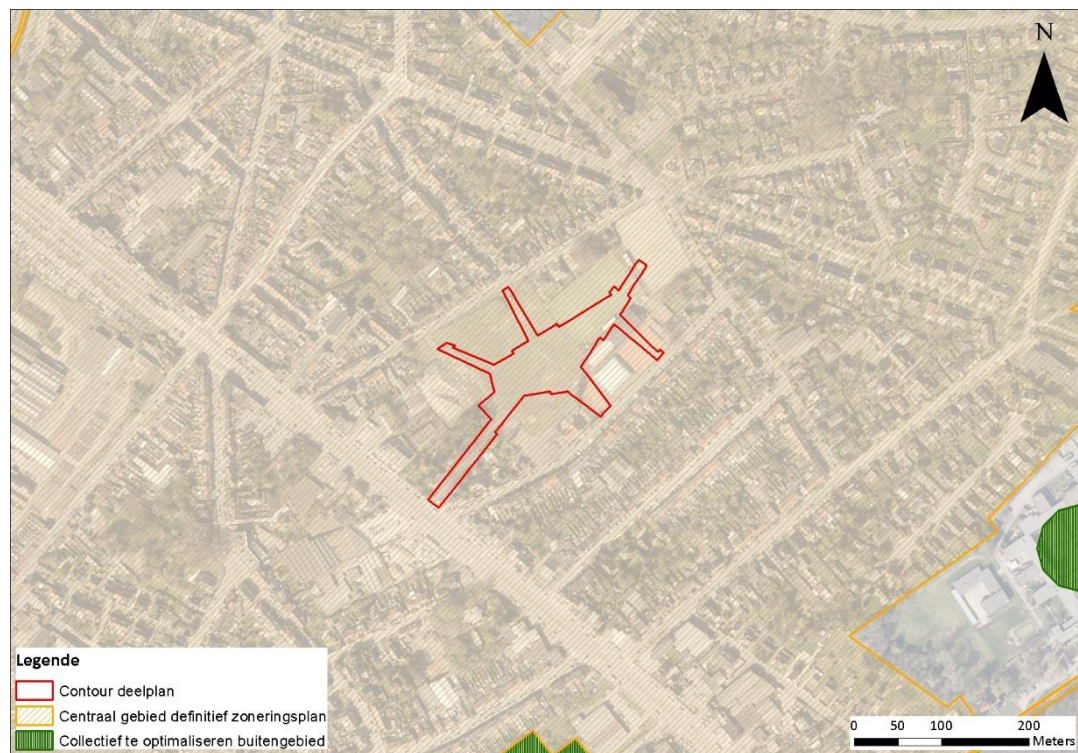 N
Legende
Contour deelplan
Centraal gebied definitief zoneringsplan
Collectief te optimaliseren buitengebied
0 50 100 200
Meters